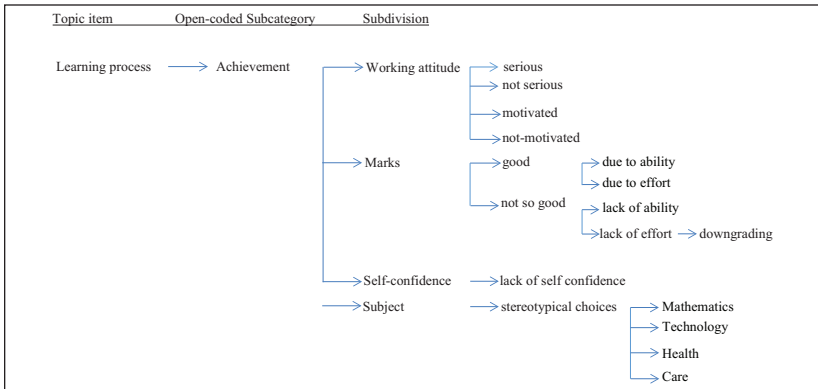 Topic item Open-coded Subcategory Subdivision
Learning process Achievement Working attitude serious
not serious
motivated
not-motivated
Marks good due to ability
due to effort
not so good lack of ability
lack of effort downgrading
Self-confidence lack of self confidence
Subject stereotypical choices Mathematics
Technology
Health
Care